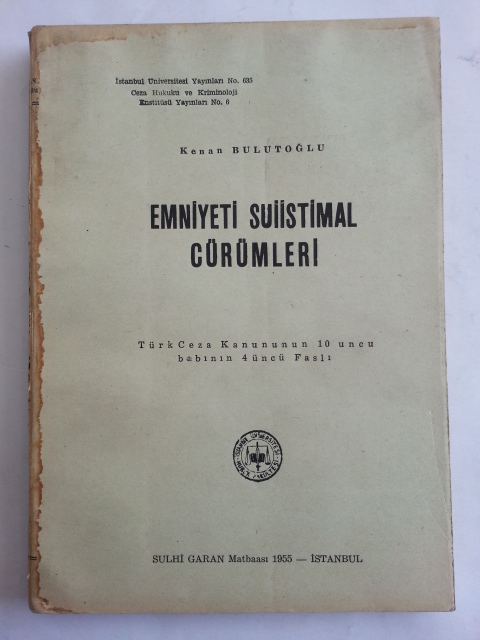 İstanbul Üniversitesi Yayınları No. 635
Ceza Hukuku ve Kriminoloji
Enstitüsü Yayınları No. 6
Kenan BULUTOĞLU
EMNİYETİ SUİİSTİMAL
CÜRÜMLERİ
Türk Ceza Kanununun 10 uncu
babının 4üncü Faslı
SULHİ GARAN Matbaası 1955 — İSTANBUL